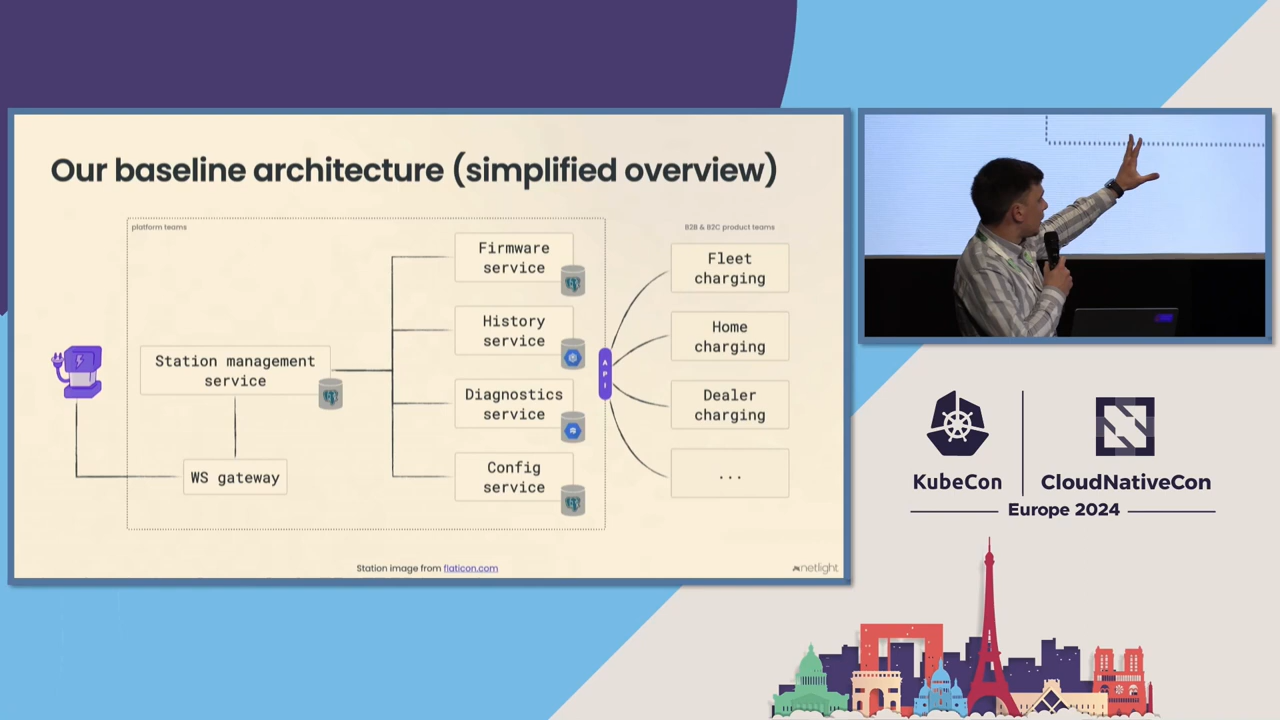 Our baseline architecture (simplified overview)
platform teams
B2B & B2C product teams
Firmware
service
History
service
Diagnostics
service
Config
service
Station management
service
WS gateway
API
Fleet
charging
Home
charging
Dealer
charging
...
Station image from flaticon.com
netlight
KubeCon
CloudNativeCon
Europe 2024